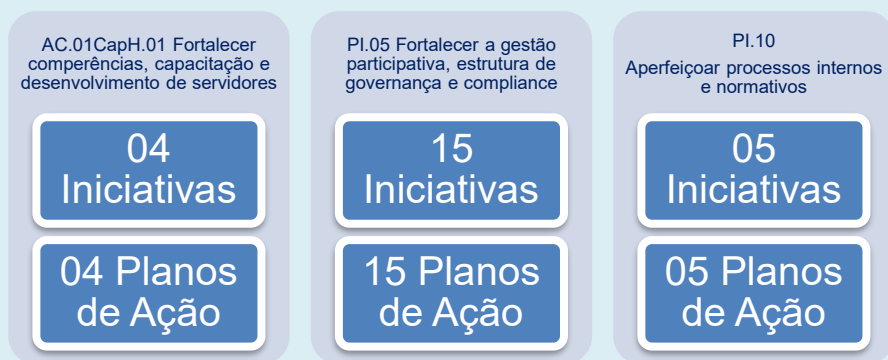 AC.01CapH.01 Fortalecer
comperências, capacitação e
desenvolvimento de servidores
04
Iniciativas
04 Planos
de Ação
PI.05 Fortalecer a gestão
participativa, estrutura de
governança e compliance
15
Iniciativas
15 Planos
de Ação
PI.10
Aperfeiçoar processos internos
e normativos
05
Iniciativas
05 Planos
de Ação